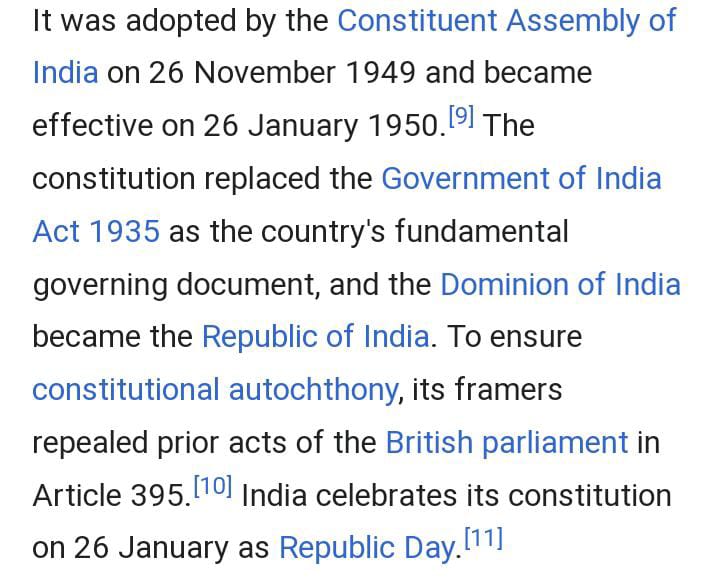 It was adopted by the Constituent Assembly of
India on 26 November 1949 and became
effective on 26 January 1950.[9] The
constitution replaced the Government of India
Act 1935 as the country's fundamental
governing document, and the Dominion of India
became the Republic of India. To ensure
constitutional autochthony, its framers
repealed prior acts of the British parliament in
Article 395.[10] India celebrates its constitution
on 26 January as Republic Day.[11]